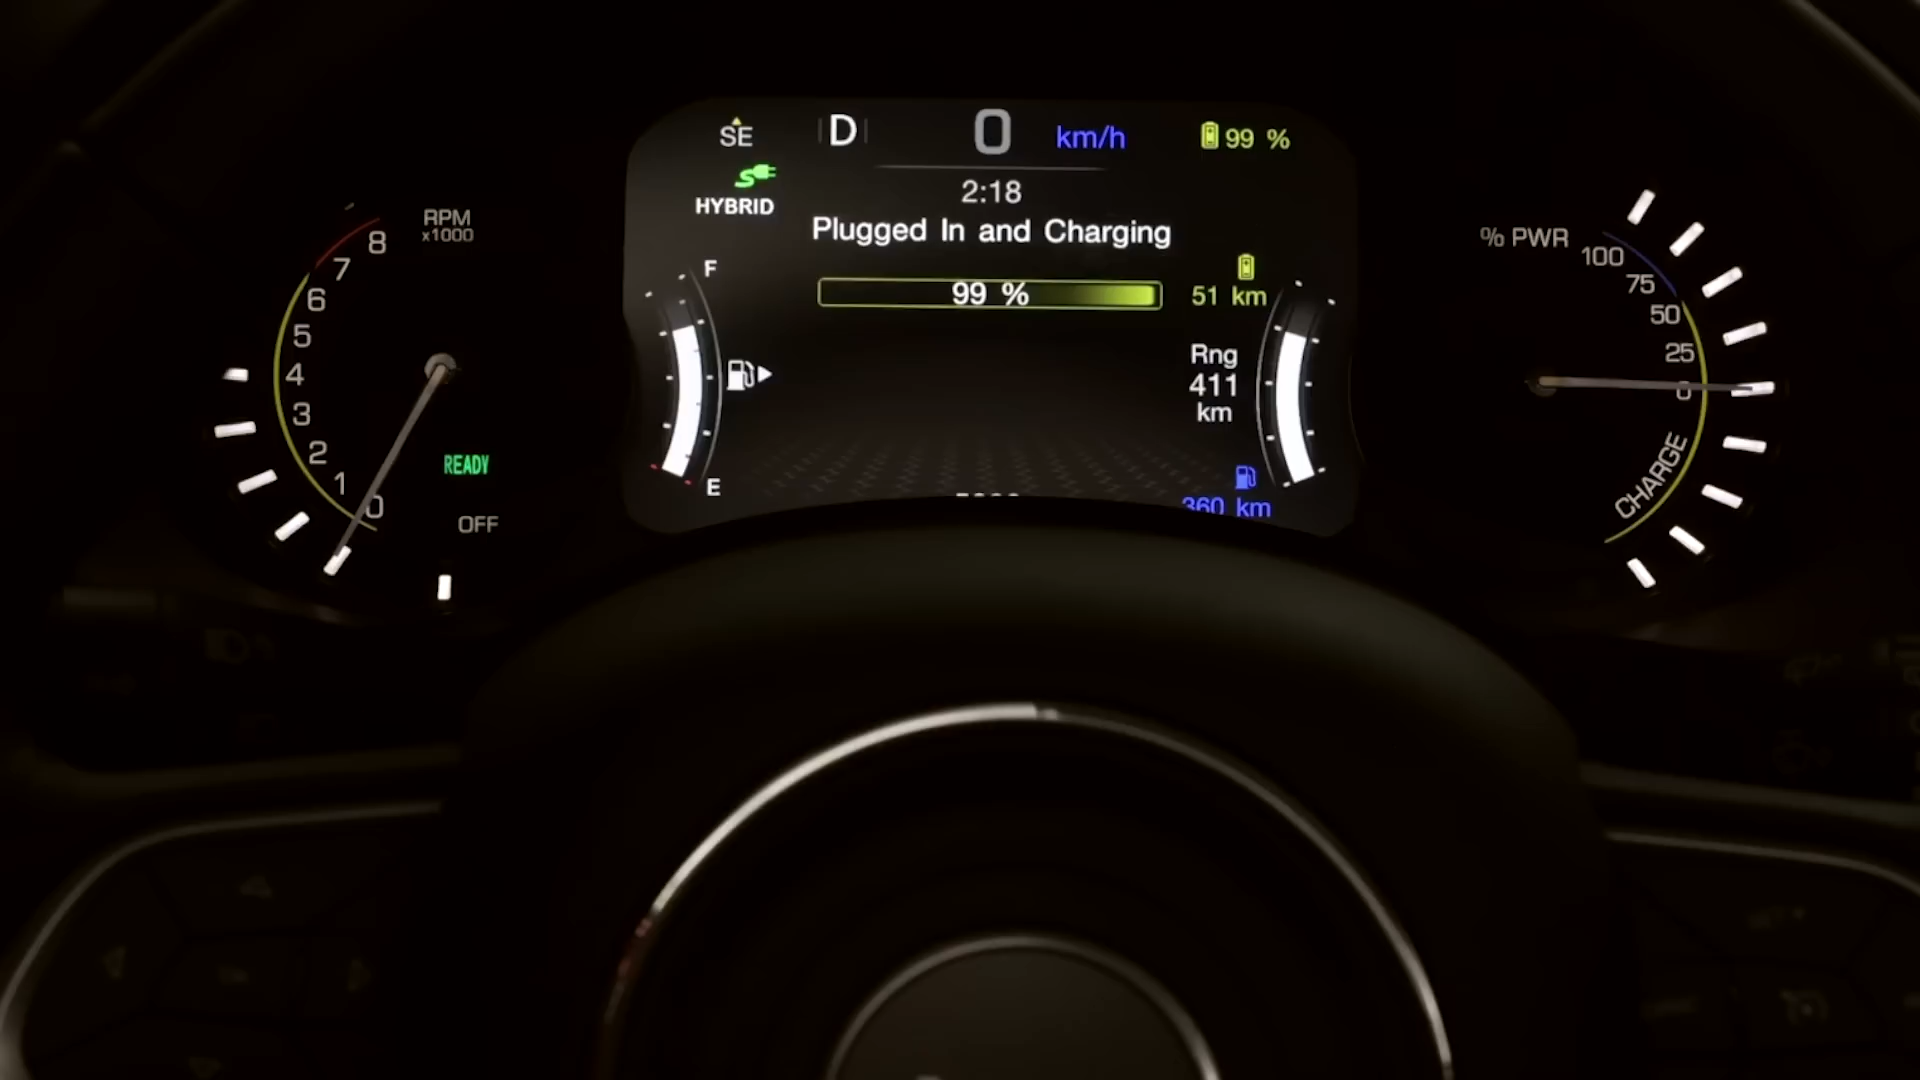 SE
D
0
km/h
99 %
HYBRID
2:18
Plugged In and Charging
99 %
51 km
F
E
Rng
411
km
360 km
RPM
x1000
8
7
6
5
4
3
2
1
0
READY
OFF
% PWR
100
75
50
25
0
CHARGE